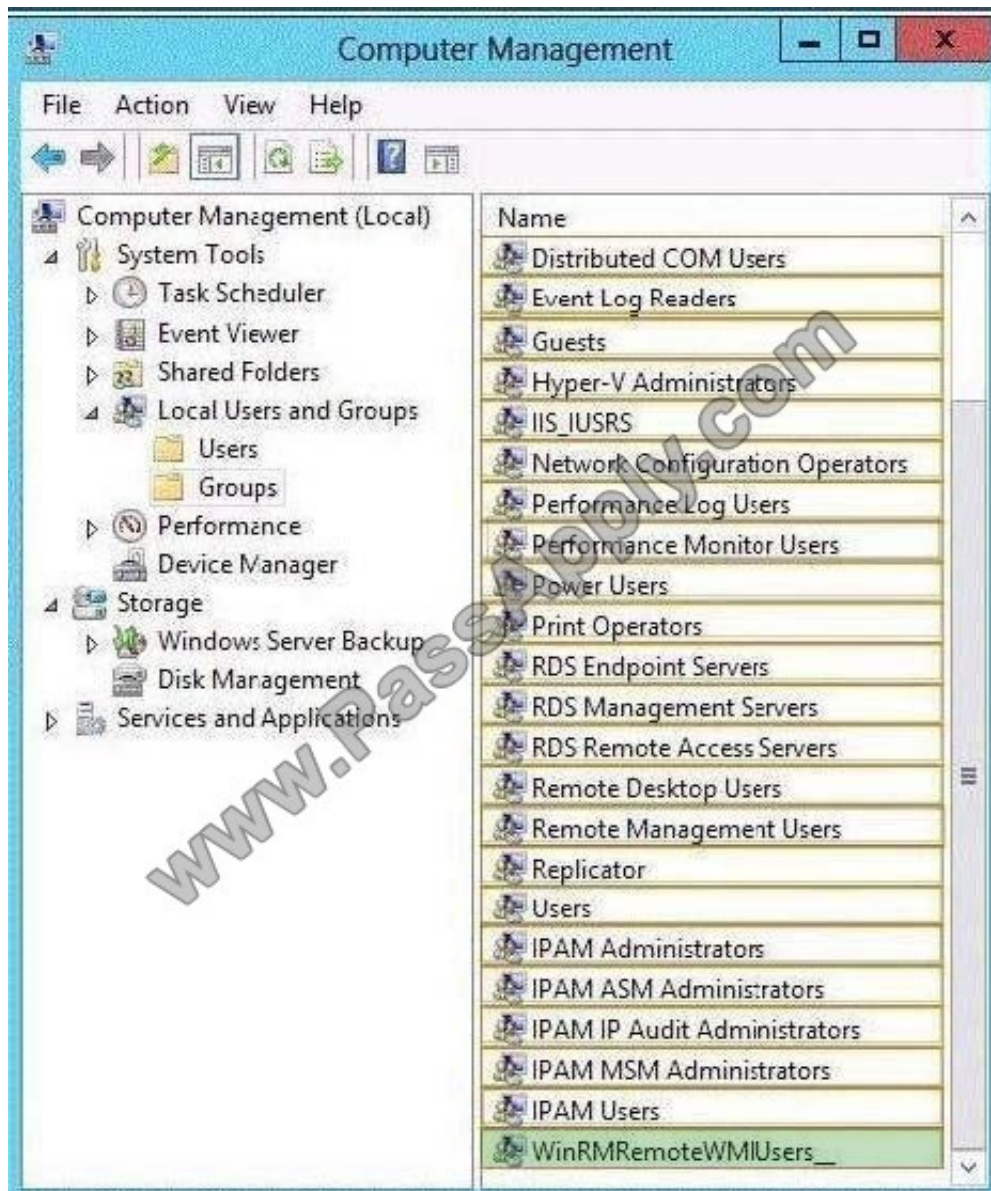 Computer Management
File Action View Help
Computer Management (Local)
System Tools
Task Scheduler
Event Viewer
Shared Folders
Local Users and Groups
Users
Groups
Performance
Device Manager
Storage
Windows Server Backup
Disk Management
Services and Applications
Name
Distributed COM Users
Event Log Readers
Guests
Hyper-V Administrators
IIS_IUSRS
Network Configuration Operators
Performance Log Users
Performance Monitor Users
Power Users
Print Operators
RDS Endpoint Servers
RDS Management Servers
RDS Remote Access Servers
Remote Desktop Users
Remote Management Users
Replicator
Users
IPAM Administrators
IPAM ASM Administrators
IPAM IP Audit Administrators
IPAM MSM Administrators
IPAM Users
WinRMRemoteWMIUsers__
www.PassApply.com